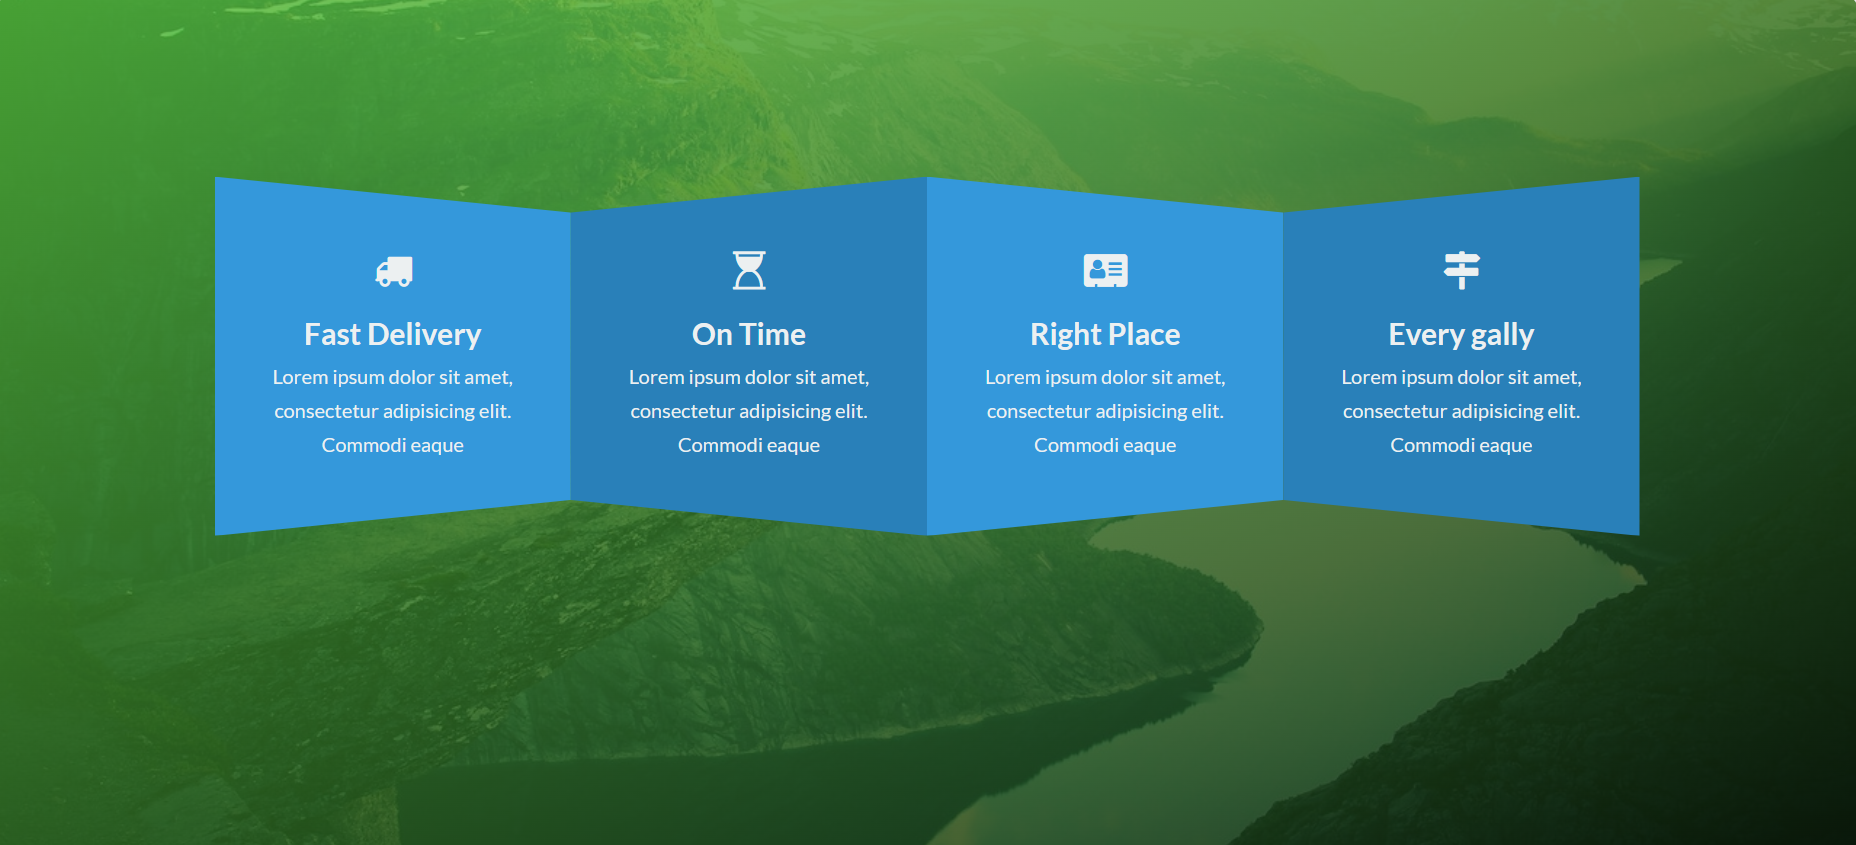 Fast Delivery
Lorem ipsum dolor sit amet,
consectetur adipisicing elit.
Commodi eaque
On Time
Lorem ipsum dolor sit amet,
consectetur adipisicing elit.
Commodi eaque
Right Place
Lorem ipsum dolor sit amet,
consectetur adipisicing elit.
Commodi eaque
Every gally
Lorem ipsum dolor sit amet,
consectetur adipisicing elit.
Commodi eaque